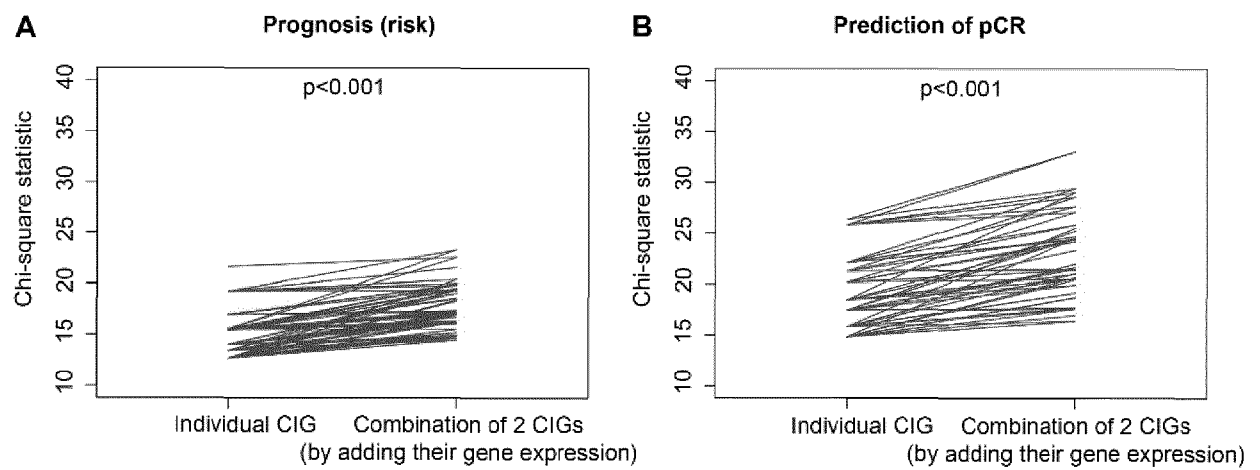 A
Prognosis (risk)
p<0.001
Chi-square statistic
40
35
30
25
20
15
10
Individual CIG
Combination of 2 CIGs
(by adding their gene expression)
B
Prediction of pCR
p<0.001
Chi-square statistic
40
35
30
25
20
15
10
Individual CIG
Combination of 2 CIGs
(by adding their gene expression)